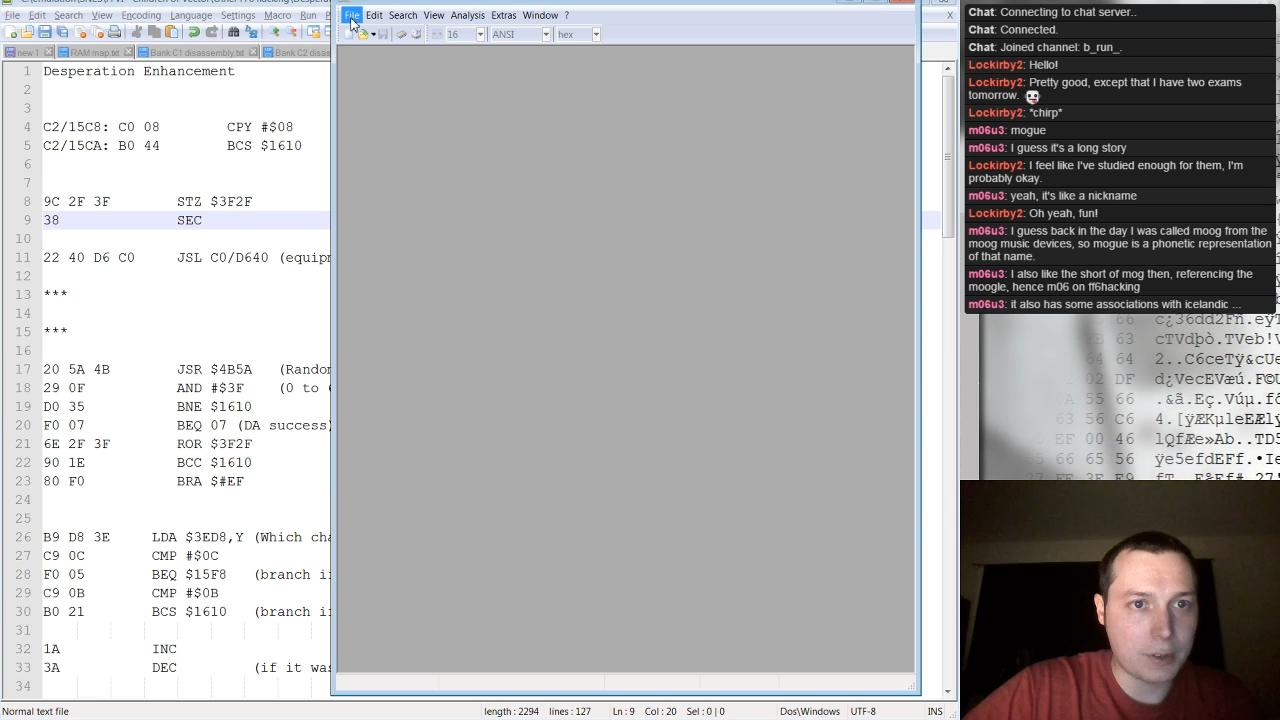 File Edit Search View Encoding Language Settings Macro Run
File Edit Search View Analysis Extras Window ?
X
16 ANSI hex
new 1 RAM map.txt Bank C1 disassembly.txt Bank C2 disas
1 Desperation Enhancement
2
3
4 C2/15C8: C0 08 CPY #$08
5 C2/15CA: B0 44 BCS $1610
6
7
8 9C 2F 3F STZ $3F2F
9 38 SEC
10
11 22 40 D6 C0 JSL C0/D640 (equipm
12
13 ***
14
15 ***
16
17 20 5A 4B JSR $4B5A (Random
18 29 0F AND #$3F (0 to 6
19 D0 35 BNE $1610
20 F0 07 BEQ 07 (DA success)
21 6E 2F 3F ROR $3F2F
22 90 1E BCC $1610
23 80 F0 BRA $#EF
24
25
26 B9 D8 3E LDA $3ED8,Y (Which cha
27 C9 0C CMP #$0C
28 F0 05 BEQ $15F8 (branch if
29 C9 0B CMP #$0B
30 B0 21 BCS $1610 (branch if
31
32 1A INC
33 3A DEC (if it was
34
Normal text file length : 2294 lines : 127 Ln : 9 Col : 20 Sel : 0 | 0 Dos\Windows UTF-8 INS
Chat: Connecting to chat server..
Chat: Connected.
Chat: Joined channel: b_run_.
Lockirby2: Hello!
Lockirby2: Pretty good, except that I have two exams
tomorrow.
Lockirby2: *chirp*
m06u3: mogue
m06u3: I guess it's a long story
Lockirby2: I feel like I've studied enough for them, I'm
probably okay.
m06u3: yeah, it's like a nickname
Lockirby2: Oh yeah, fun!
m06u3: I guess back in the day I was called moog from the
moog music devices, so mogue is a phonetic representation
of that name.
m06u3: I also like the short of mog then, referencing the
moogle, hence m06 on ff6hacking
m06u3: it also has some associations with icelandic ...